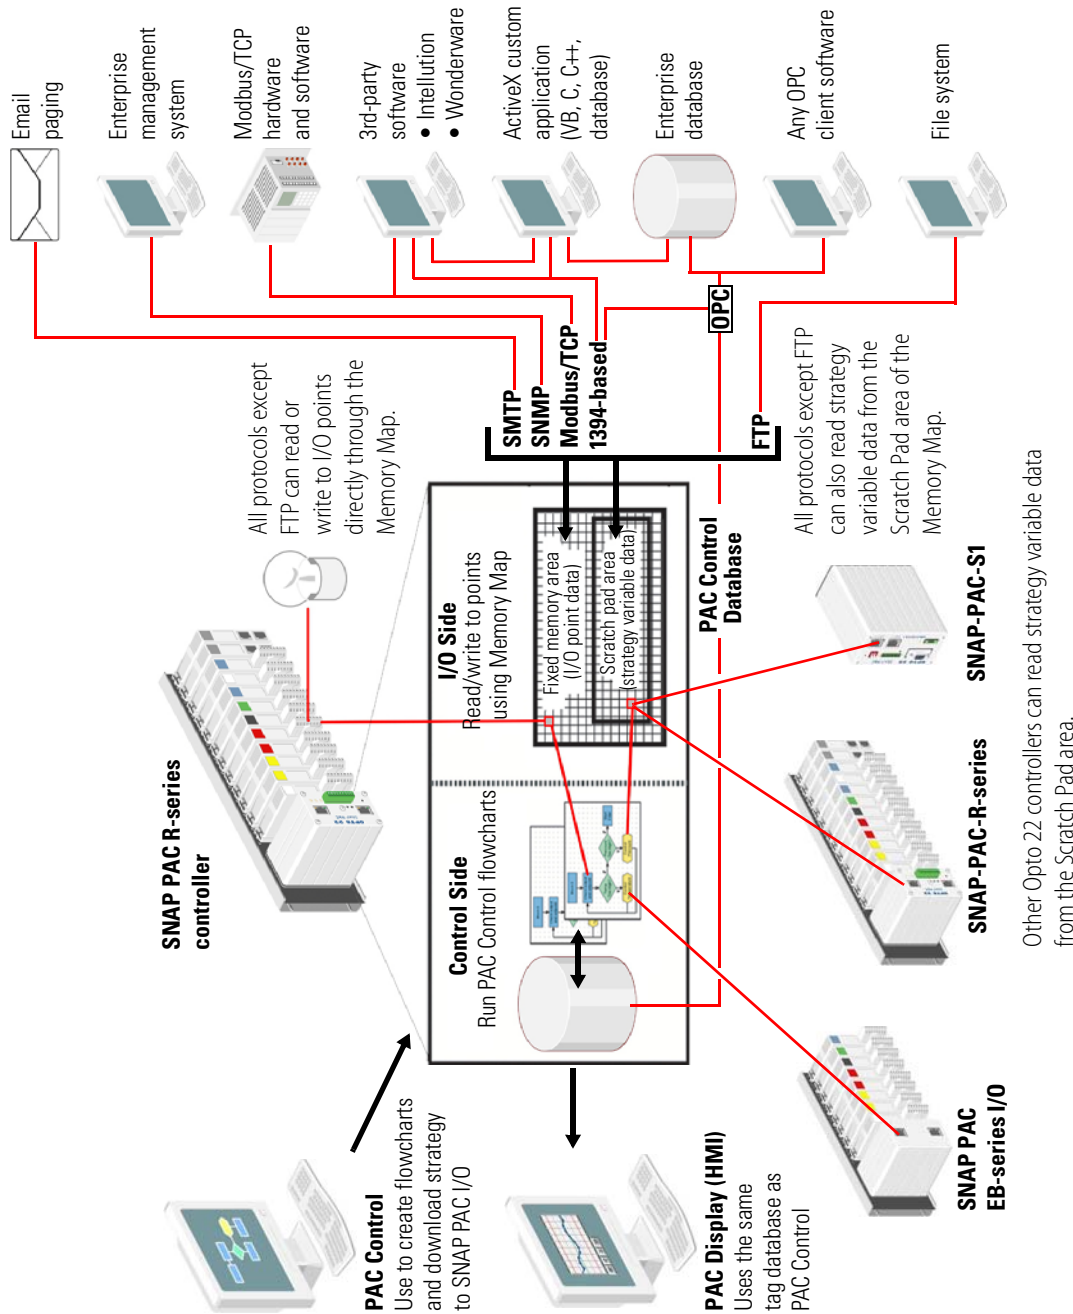 PAC Control
Use to create flowcharts
and download strategy
to SNAP PAC I/O
PAC Display (HMI)
Uses the same
tag database as
PAC Control
SNAP PAC R-series
controller
Control Side
Run PAC Control flowcharts
I/O Side
Read/write to points
using Memory Map
Fixed memory area
(I/O point data)
Scratch pad area
(strategy variable data)
PAC Control
Database
SNAP PAC
EB-series I/O
SNAP-PAC-R-series
SNAP-PAC-S1
Other Opto 22 controllers can read strategy variable data
from the Scratch Pad area.
All protocols except
FTP can read or
write to I/O points
directly through the
Memory Map.
SMTP
SNMP
Modbus/TCP
1394-based
FTP
OPC
All protocols except FTP
can also read strategy
variable data from the
Scratch Pad area of the
Memory Map.
Email
paging
Enterprise
management
system
Modbus/TCP
hardware
and software
3rd-party
software
• Intellution
• Wonderware
ActiveX custom
application
(VB, C, C++,
database)
Enterprise
database
Any OPC
client software
File system